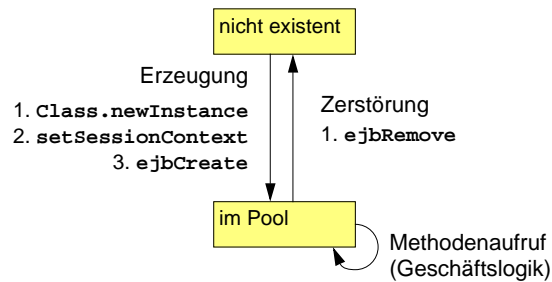 nicht existent
Erzeugung
1. Class.newInstance
2. setSessionContext
3. ejbCreate
Zerstörung
1. ejbRemove
im Pool
Methodenaufruf
(Geschäftslogik)